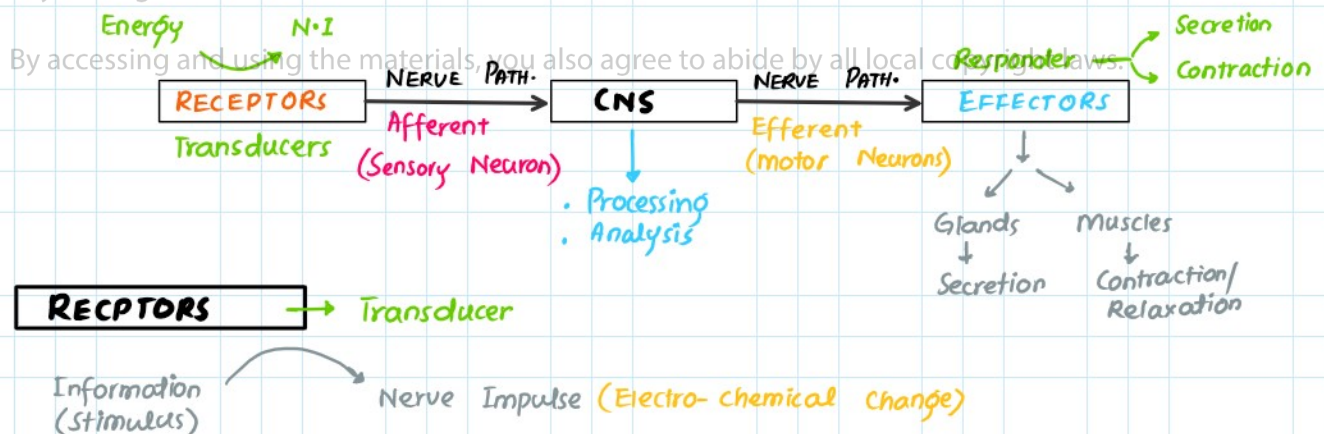 Energy N.I
Secretion
By accessing and using the materials, you also agree to abide by all local copyright laws.
Responder
Contraction
RECEPTORS NERVE PATH. CNS NERVE PATH. EFFECTORS
Transducers
Afferent
(Sensory Neuron)
Efferent
(motor Neurons)
. Processing
. Analysis
Glands Muscles
Secretion Contraction/
Relaxation
RECPTORS Transducer
Information
(Stimulus)
Nerve Impulse (Electro-chemical change)